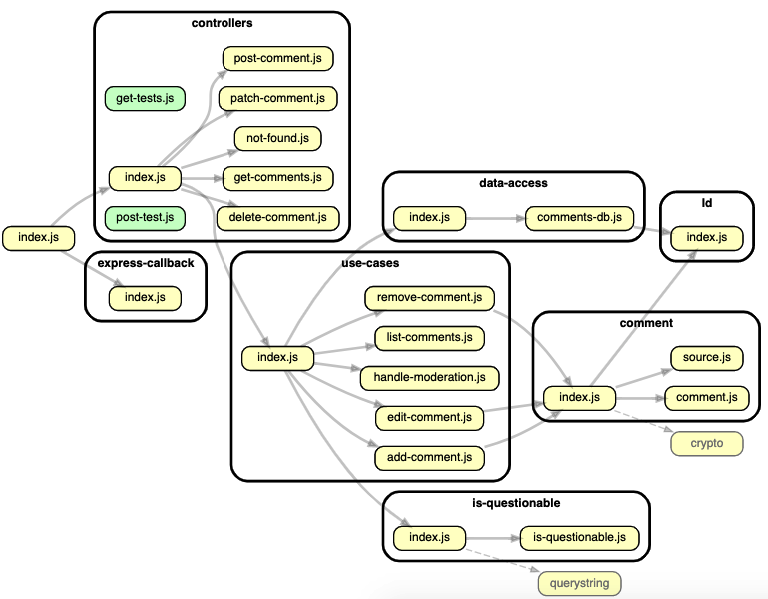 controllers
post-comment.js
get-tests.js
patch-comment.js
not-found.js
index.js
get-comments.js
post-test.js
delete-comment.js
index.js
express-callback
index.js
data-access
index.js
comments-db.js
Id
index.js
use-cases
remove-comment.js
list-comments.js
index.js
handle-moderation.js
edit-comment.js
add-comment.js
comment
source.js
index.js
comment.js
crypto
is-questionable
index.js
is-questionable.js
querystring